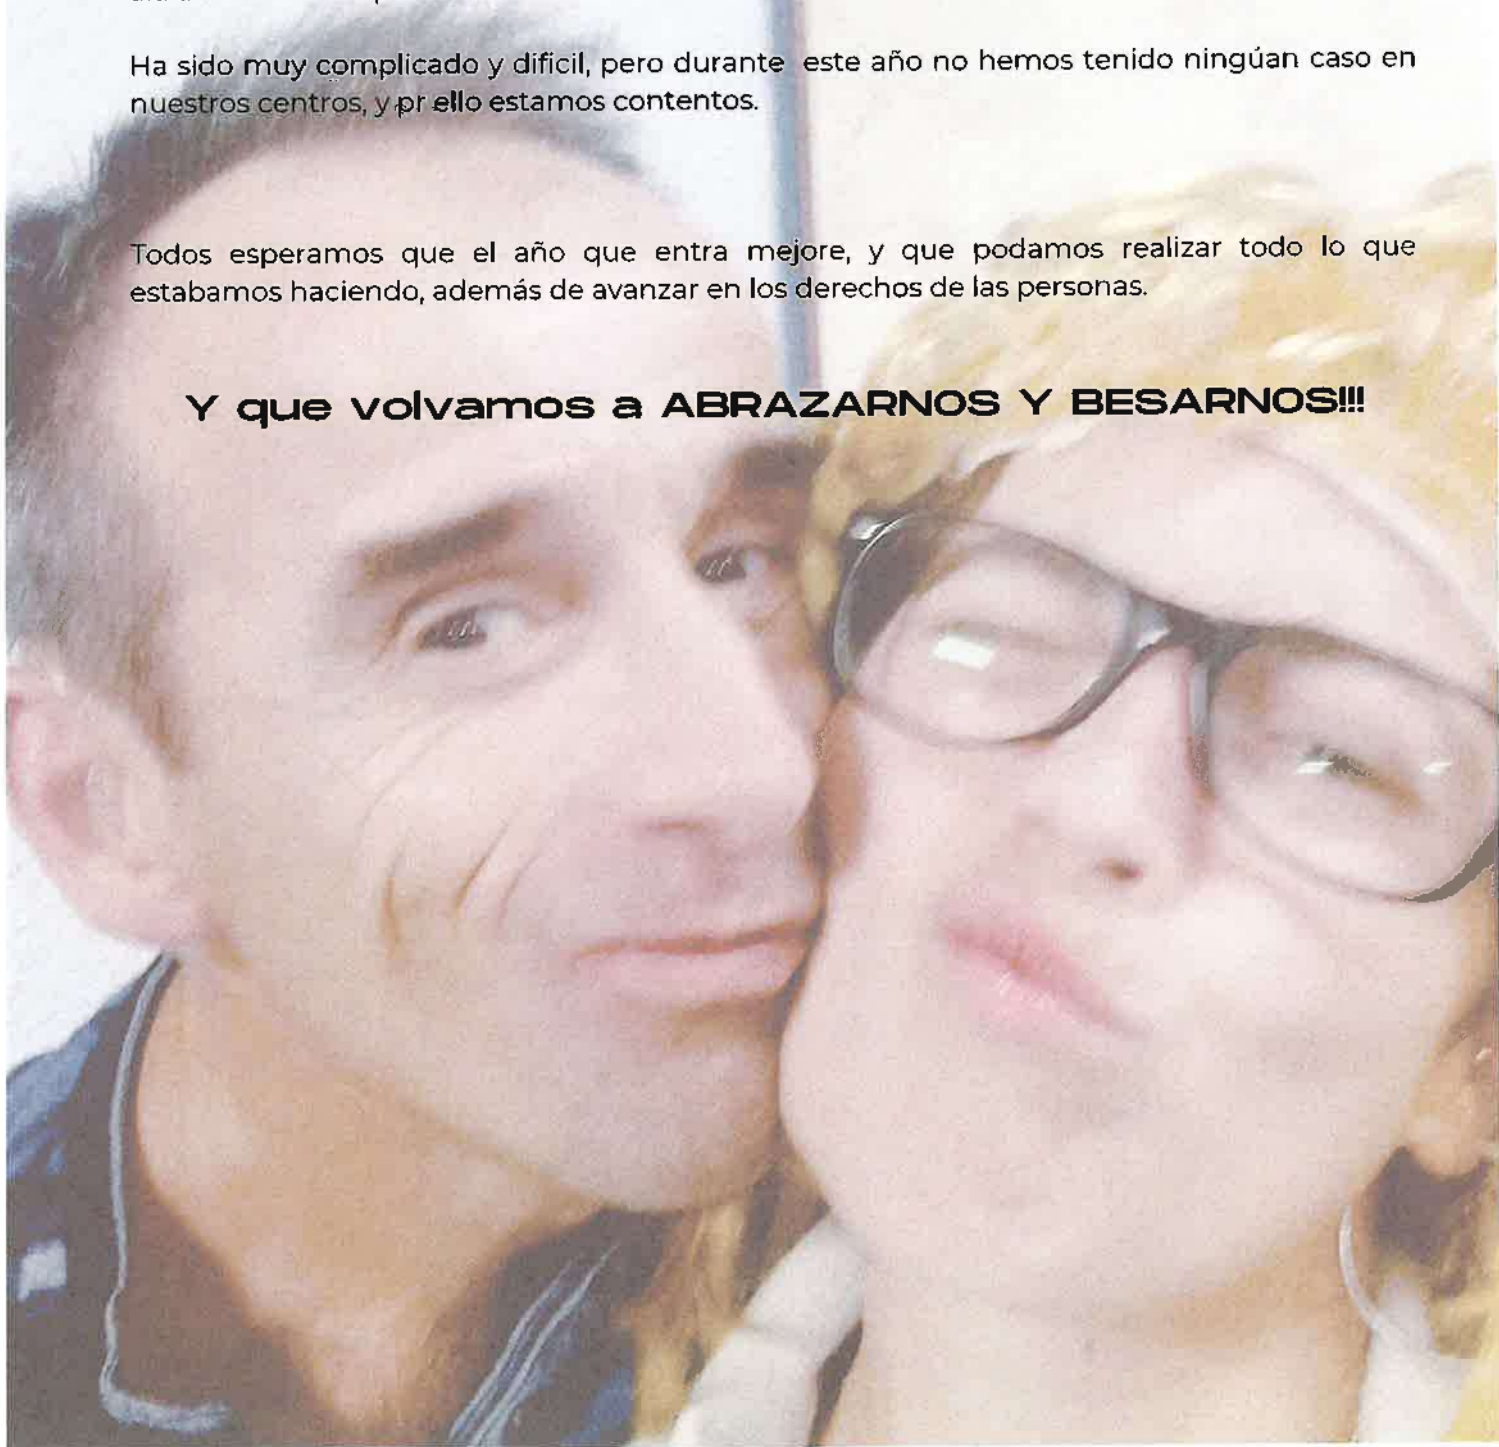 Ha sido muy complicado y dificil, pero durante este año no hemos tenido ningúan caso en
nuestros centros, y pr ello estamos contentos.
Todos esperamos que el año que entra mejore, y que podamos realizar todo lo que
estabamos haciendo, además de avanzar en los derechos de las personas.
Y que volvamos a ABRAZARNOS Y BESARNOS!!!